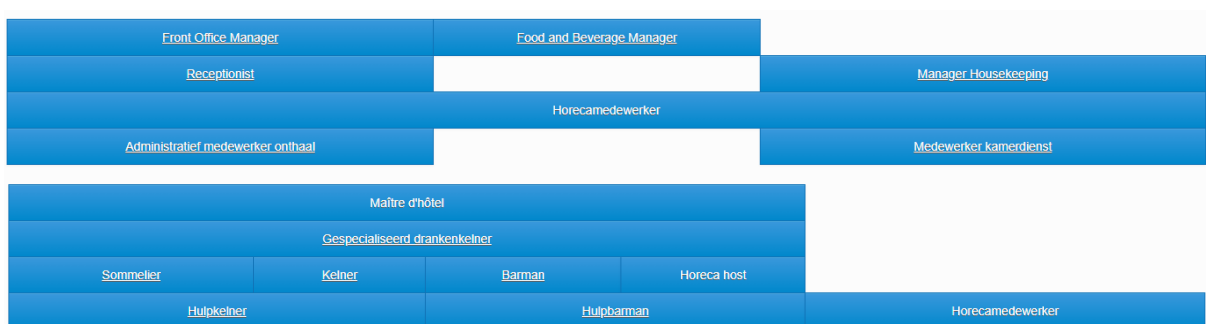 Front Office Manager Food and Beverage Manager
Receptionist Manager Housekeeping
Horecamedewerker
Administratief medewerker onthaal Medewerker kamerdienst
Maître d'hôtel
Gespecialiseerd drankenkelner
Sommelier Kelner Barman Horeca host
Hulpkelner Hulpbarman Horecamedewerker